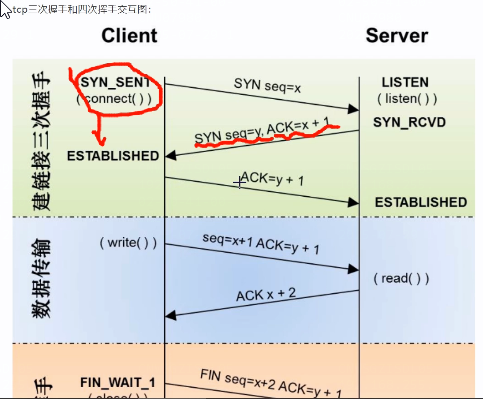 tcp三次握手和四次挥手交互图:
Client
Server
建链接三次握手
SYN_SENT
( connect( ) )
SYN seq=x
LISTEN
( listen( ) )
SYN seq=y, ACK=x + 1
SYN_RCVD
ESTABLISHED
ACK=y + 1
ESTABLISHED
数据传输
( write( ) )
seq=x+1 ACK=y + 1
( read( ) )
ACK x + 2
FIN_WAIT_1
FIN seq=x+2 ACK=y + 1
( close( ) )
手